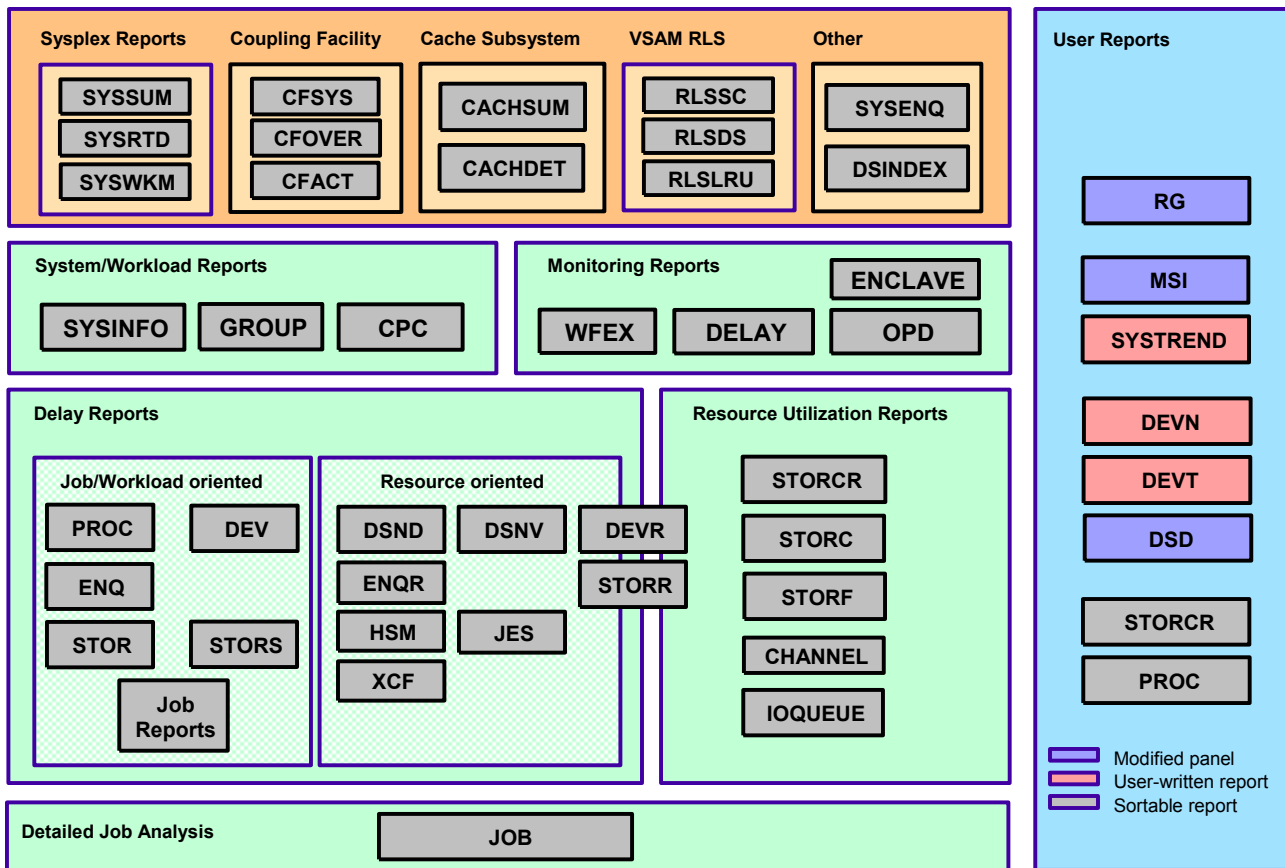 Sysplex Reports
SYSSUM
SYSRTD
SYSWKM
Coupling Facility
CFSYS
CFOVER
CFACT
Cache Subsystem
CACHSUM
CACHDET
VSAM RLS
RLSSC
RLSDS
RLSLRU
Other
SYSENQ
DSINDEX
System/Workload Reports
SYSINFO
GROUP
CPC
Monitoring Reports
ENCLAVE
WFEX
DELAY
OPD
Delay Reports
Job/Workload oriented
PROC
DEV
ENQ
STOR
STORS
Job
Reports
Resource oriented
DSND
DSNV
DEVR
ENQR
STORR
HSM
JES
XCF
Resource Utilization Reports
STORCR
STORC
STORF
CHANNEL
IOQUEUE
Detailed Job Analysis
JOB
User Reports
RG
MSI
SYSTREND
DEVN
DEVT
DSD
STORCR
PROC
Modified panel
User-written report
Sortable report